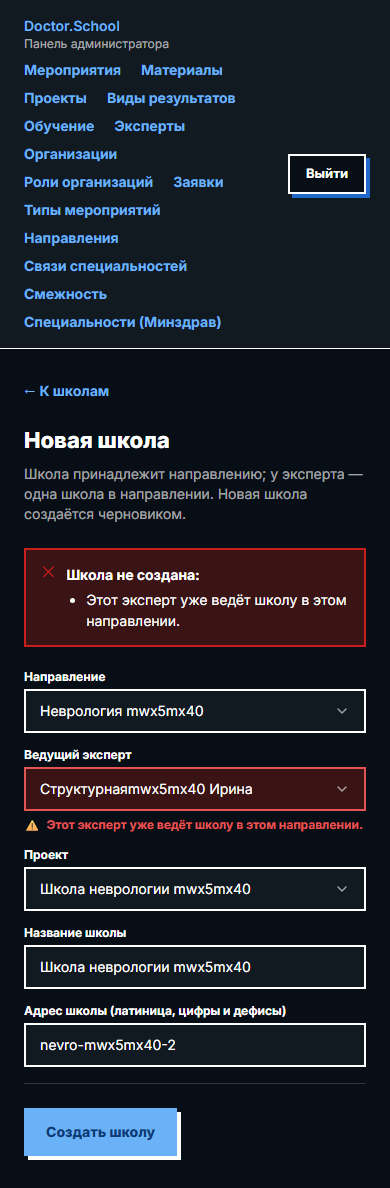 Doctor.School
Панель администратора
Мероприятия Материалы
Проекты Виды результатов
Обучение Эксперты
Организации
Роли организаций Заявки
Типы мероприятий
Направления
Связи специальностей
Смежность
Специальности (Минздрав)
Выйти
← К школам
Новая школа
Школа принадлежит направлению; у эксперта —
одна школа в направлении. Новая школа
создаётся черновиком.
Школа не создана:
• Этот эксперт уже ведёт школу в этом
направлении.
Направление
Неврология mwx5mx40
Ведущий эксперт
Структурнаяmwx5mx40 Ирина
Этот эксперт уже ведёт школу в этом направлении.
Проект
Школа неврологии mwx5mx40
Название школы
Школа неврологии mwx5mx40
Адрес школы (латиница, цифры и дефисы)
nevro-mwx5mx40-2
Создать школу